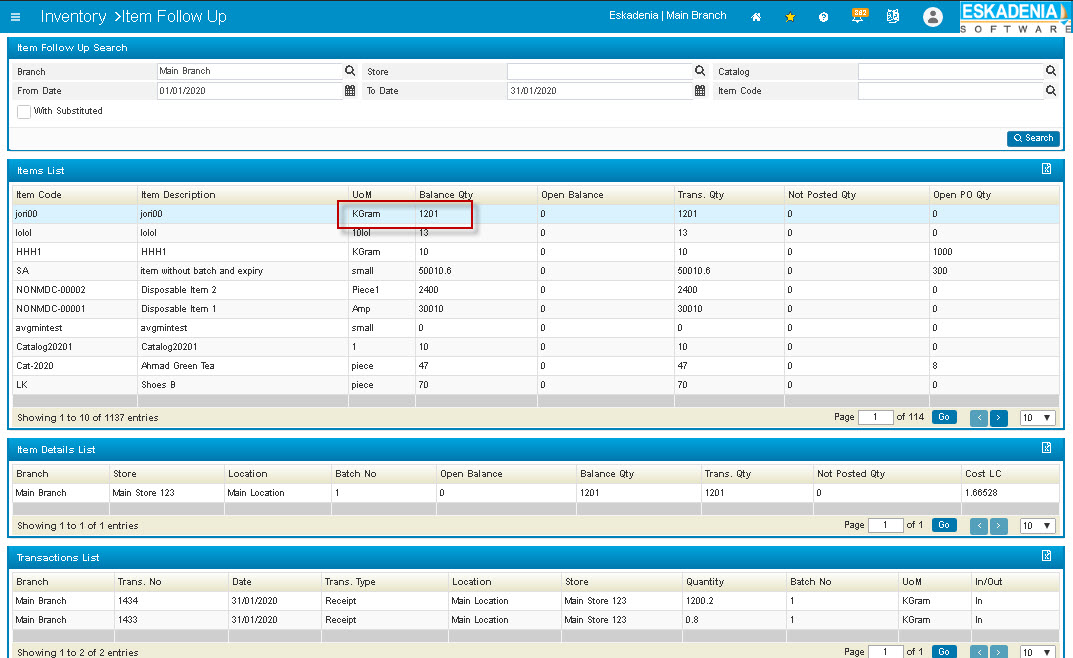 Inventory >Item Follow Up
Eskadenia | Main Branch
242
ESKADENIA
SOFTWARE
Item Follow Up Search
Branch Main Branch Store Catalog
From Date 01/01/2020 To Date 31/01/2020 Item Code
With Substituted
Search
Items List
Item Code Item Description UoM Balance Qty Open Balance Trans. Qty Not Posted Qty Open PO Qty
jori00 jori00 KGram 1201 0 1201 0 0
lolol lolol 10lol 13 0 13 0 0
HHH1 HHH1 KGram 10 0 10 0 1000
SA item without batch and expiry small 50010.6 0 50010.6 0 300
NONMDC-00002 Disposable Item 2 Piece1 2400 0 2400 0 0
NONMDC-00001 Disposable Item 1 Amp 30010 0 30010 0 0
avgmintest avgmintest small 0 0 0 0 0
Catalog20201 Catalog20201 1 10 0 10 0 0
Cat-2020 Ahmad Green Tea piece 47 0 47 0 8
LK Shoes B piece 70 0 70 0 0
Showing 1 to 10 of 1137 entries Page 1 of 114 Go < > 10
Item Details List
Branch Store Location Batch No Open Balance Balance Qty Trans. Qty Not Posted Qty Cost LC
Main Branch Main Store 123 Main Location 1 0 1201 1201 0 1.66528
Showing 1 to 1 of 1 entries Page 1 of 1 Go < > 10
Transactions List
Branch Trans. No Date Trans. Type Location Store Quantity Batch No UoM In/Out
Main Branch 1434 31/01/2020 Receipt Main Location Main Store 123 1200.2 1 KGram In
Main Branch 1433 31/01/2020 Receipt Main Location Main Store 123 0.8 1 KGram In
Showing 1 to 2 of 2 entries Page 1 of 1 Go < > 10